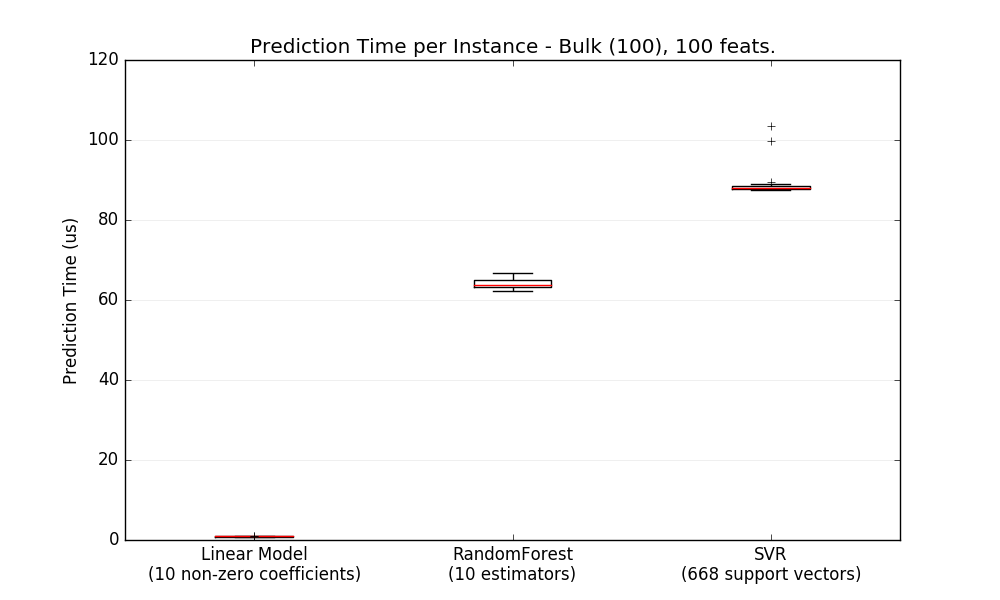 Prediction Time per Instance - Bulk (100), 100 feats.
120
100
80
60
40
20
0
Prediction Time (us)
Linear Model
(10 non-zero coefficients)
RandomForest
(10 estimators)
SVR
(668 support vectors)